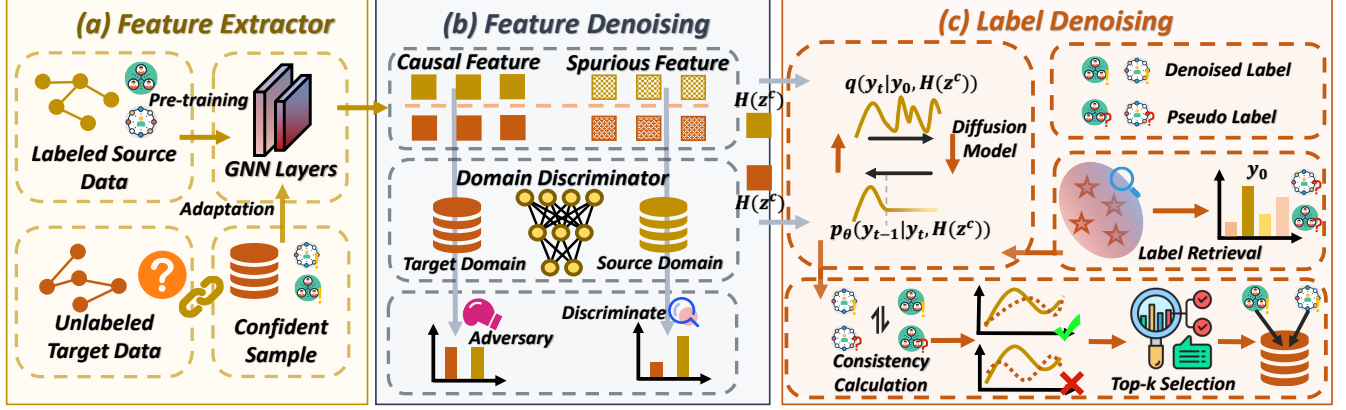 (a) Feature Extractor
Pre-training
Labeled Source
Data
GNN Layers
Adaptation
Unlabeled
Target Data
Confident
Sample
(b) Feature Denoising
Causal Feature
Spurious Feature
Domain Discriminator
Target Domain
Source Domain
Adversary
Discriminate
H(z^c)
H(z^c)
(c) Label Denoising
q(y_t|y_0, H(z^c))
Diffusion
Model
p_θ(y_{t-1}|y_t, H(z^c))
Denoised Label
Pseudo Label
y_0
Label Retrieval
Consistency
Calculation
Top-k Selection